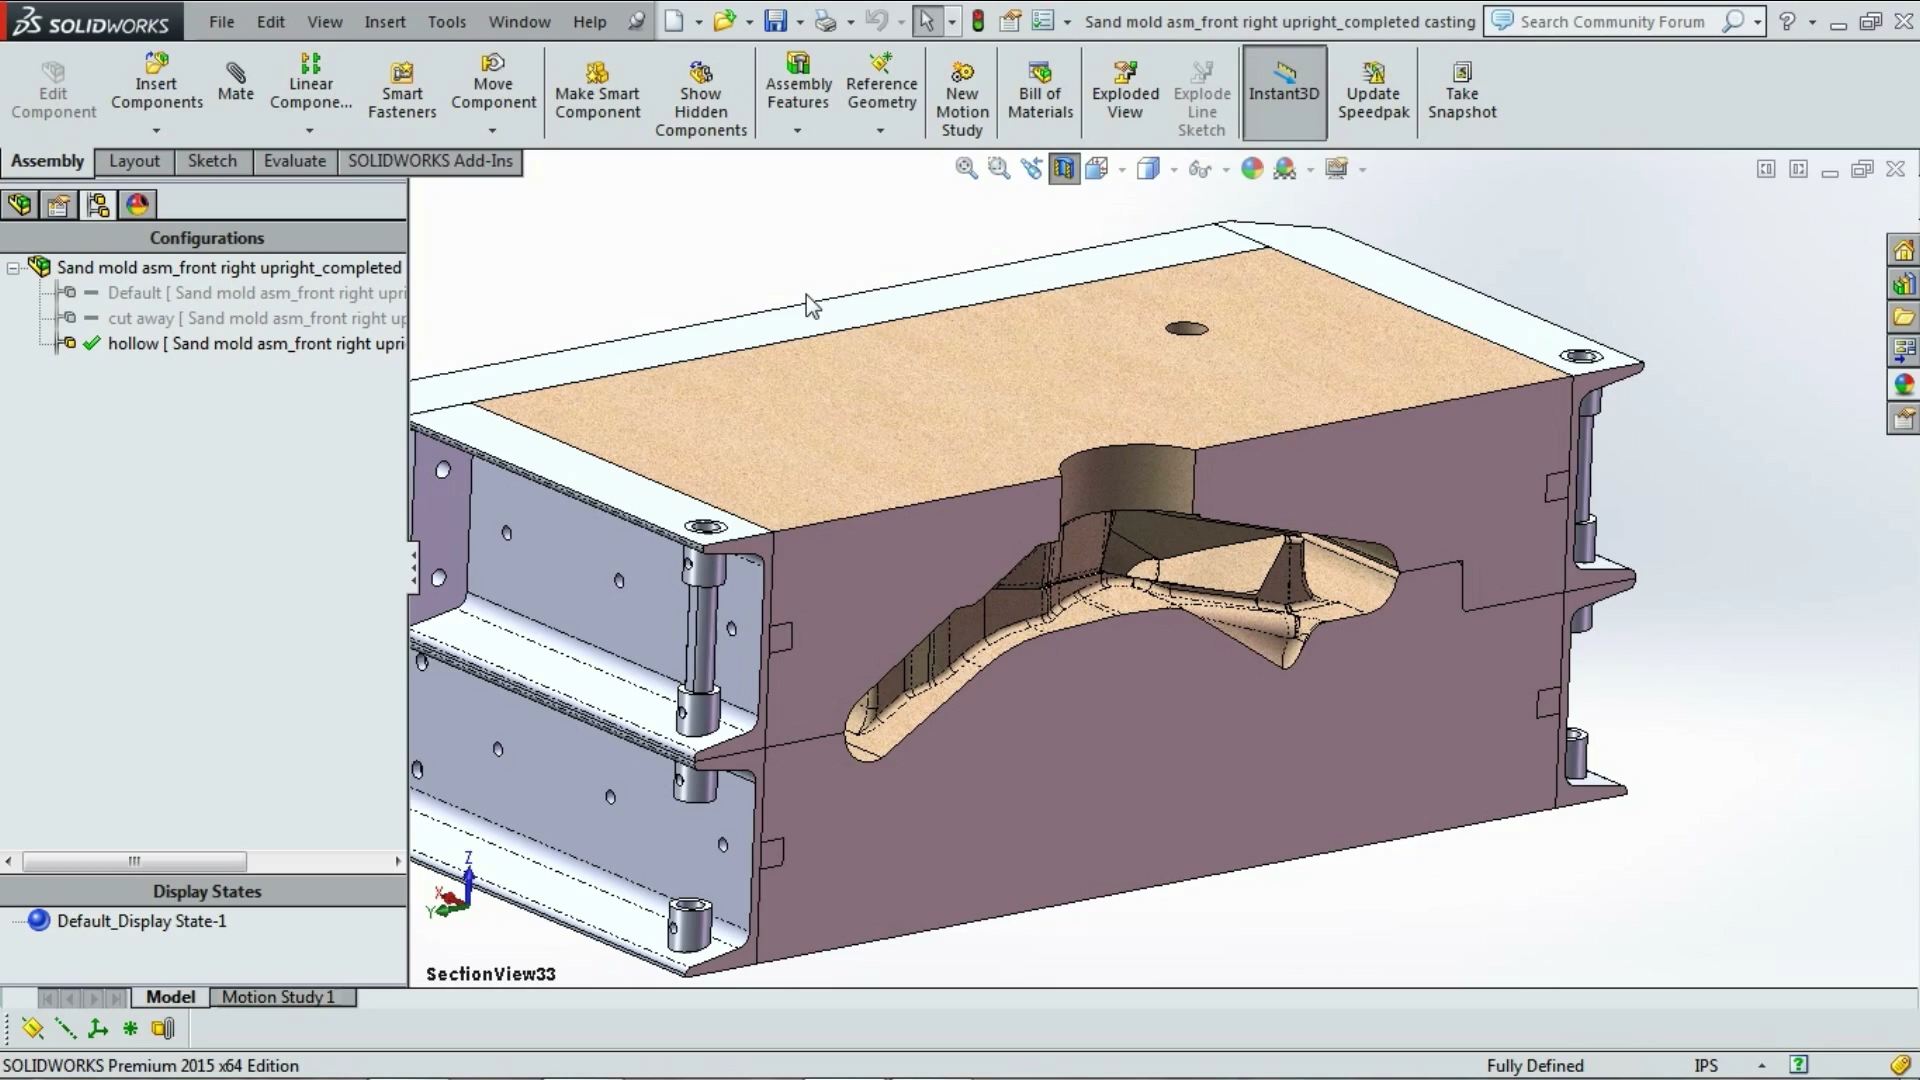 SOLIDWORKS
File Edit View Insert Tools Window Help
Sand mold asm_front right upright_completed casting
Search Community Forum
Edit Component
Insert Components
Mate
Linear Compone...
Smart Fasteners
Move Component
Make Smart Component
Show Hidden Components
Assembly Features
Reference Geometry
New Motion Study
Bill of Materials
Exploded View
Explode Line Sketch
Instant3D
Update Speedpak
Take Snapshot
Assembly Layout Sketch Evaluate SOLIDWORKS Add-Ins
Configurations
Sand mold asm_front right upright_completed
Default [ Sand mold asm_front right upri
cut away [ Sand mold asm_front right up
hollow [ Sand mold asm_front right upri
Display States
Default_Display State-1
Z
X
Y
SectionView33
Model Motion Study 1
SOLIDWORKS Premium 2015 x64 Edition
Fully Defined
IPS